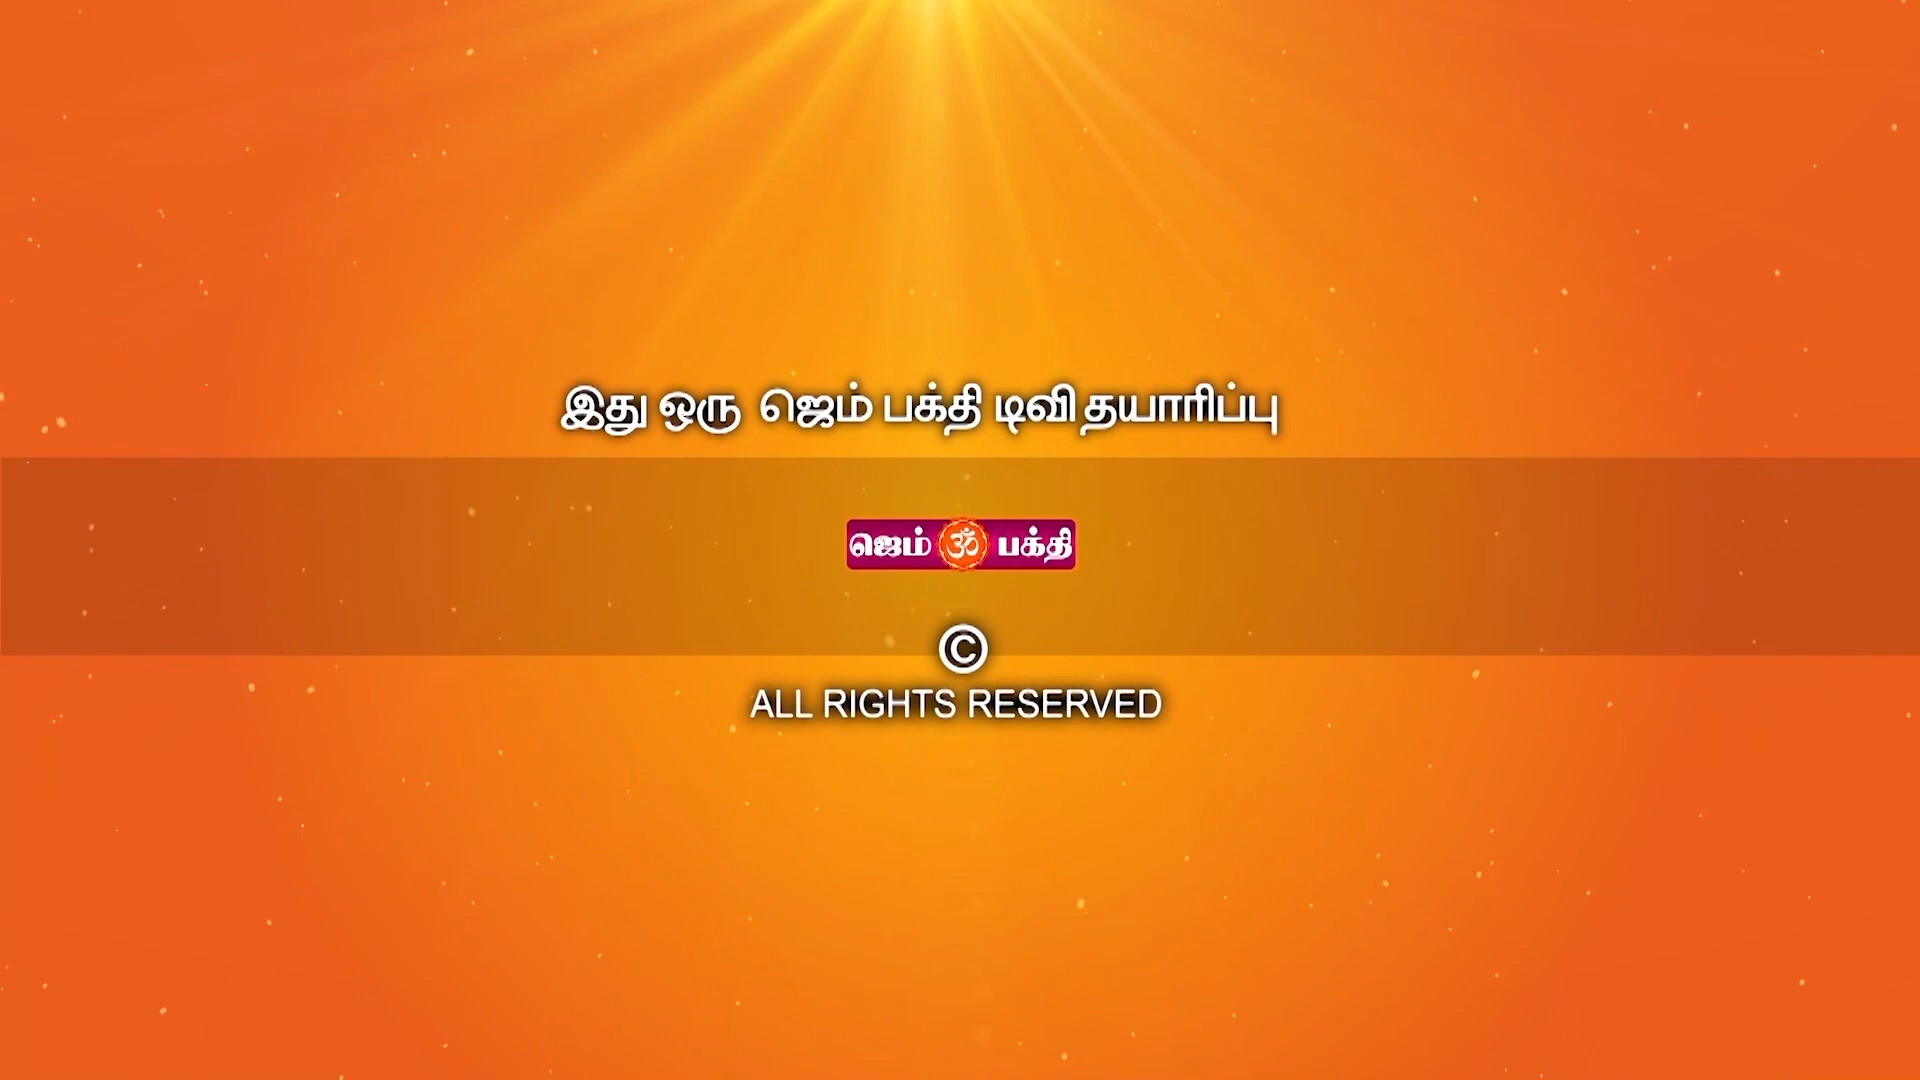 இது ஒரு ஜெம் பக்தி டிவி தயாரிப்பு
ஜெம் ॐ பக்தி
©
ALL RIGHTS RESERVED